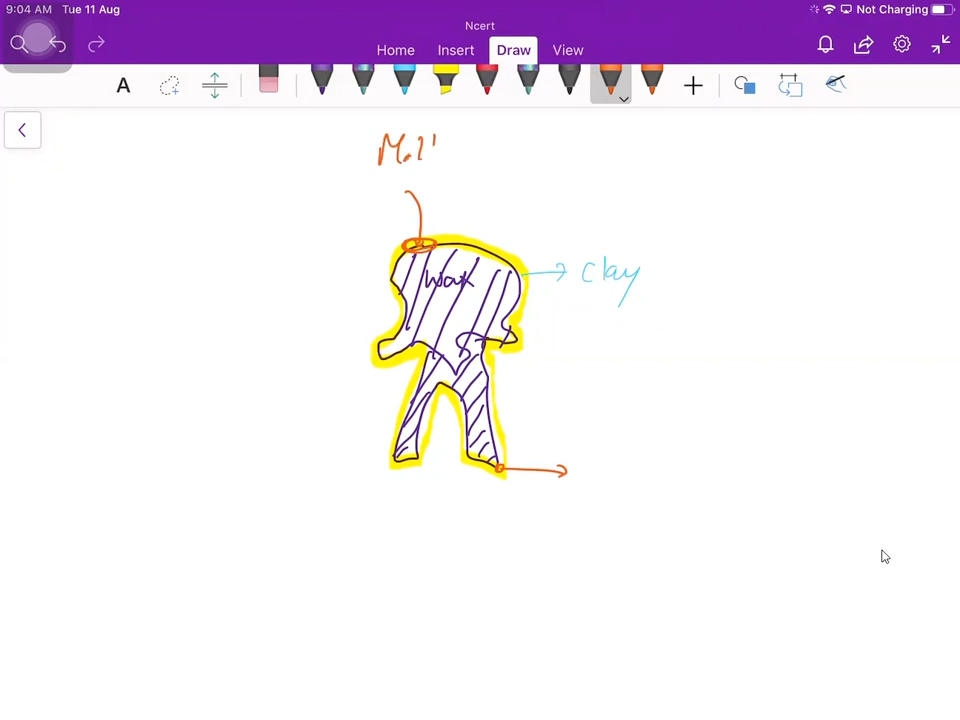 9:04 AM Tue 11 Aug
Not Charging
Ncert
Home Insert Draw View
A
wax
clay